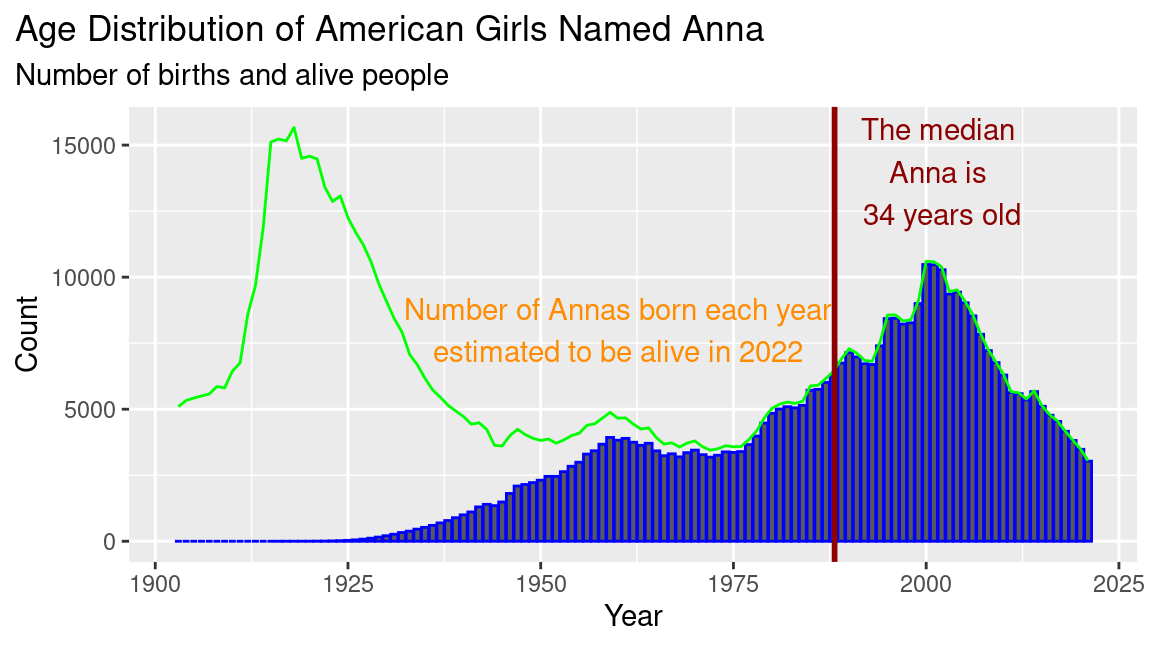 Age Distribution of American Girls Named Anna
Number of births and alive people
The median
Anna is
34 years old
Number of Annas born each year
estimated to be alive in 2022
Count
15000
10000
5000
0
1900
1925
1950
1975
2000
2025
Year